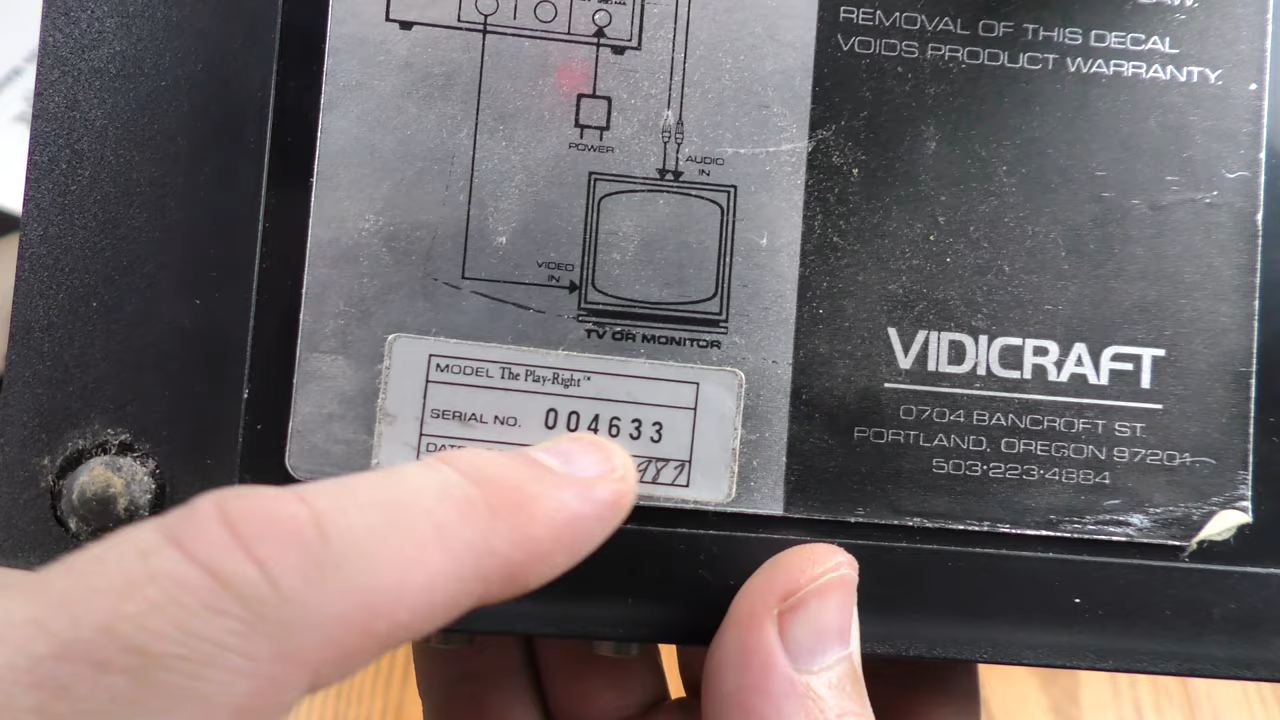 REMOVAL OF THIS DECAL
VOIDS PRODUCT WARRANTY.
POWER
AUDIO
IN
VIDEO
IN
TV OR MONITOR
MODEL The Play-Right™
SERIAL NO. 004633
VIDICRAFT
0704 BANCROFT ST.
PORTLAND, OREGON 97201
503•223•4884